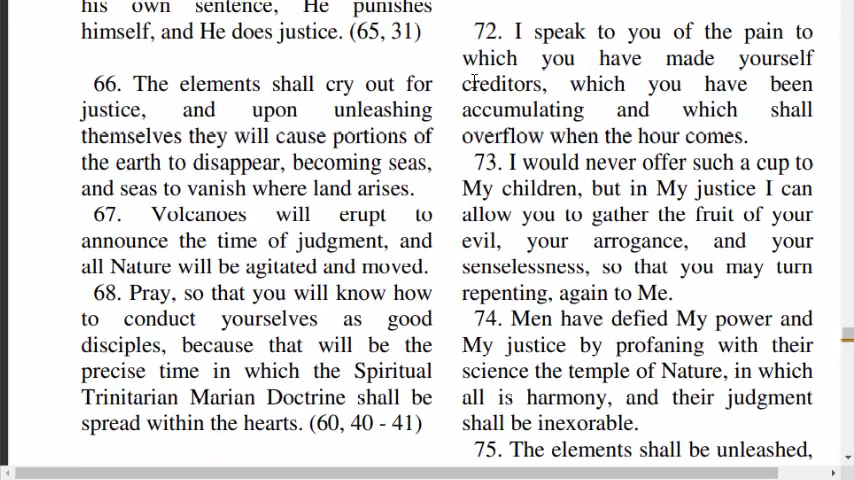 his own sentence, He punishes
himself, and He does justice. (65, 31)
66. The elements shall cry out for
justice, and upon unleashing
themselves they will cause portions of
the earth to disappear, becoming seas,
and seas to vanish where land arises.
67. Volcanoes will erupt to
announce the time of judgment, and
all Nature will be agitated and moved.
68. Pray, so that you will know how
to conduct yourselves as good
disciples, because that will be the
precise time in which the Spiritual
Trinitarian Marian Doctrine shall be
spread within the hearts. (60, 40 - 41)
72. I speak to you of the pain to
which you have made yourself
creditors, which you have been
accumulating and which shall
overflow when the hour comes.
73. I would never offer such a cup to
My children, but in My justice I can
allow you to gather the fruit of your
evil, your arrogance, and your
senselessness, so that you may turn
repenting, again to Me.
74. Men have defied My power and
My justice by profaning with their
science the temple of Nature, in which
all is harmony, and their judgment
shall be inexorable.
75. The elements shall be unleashed,